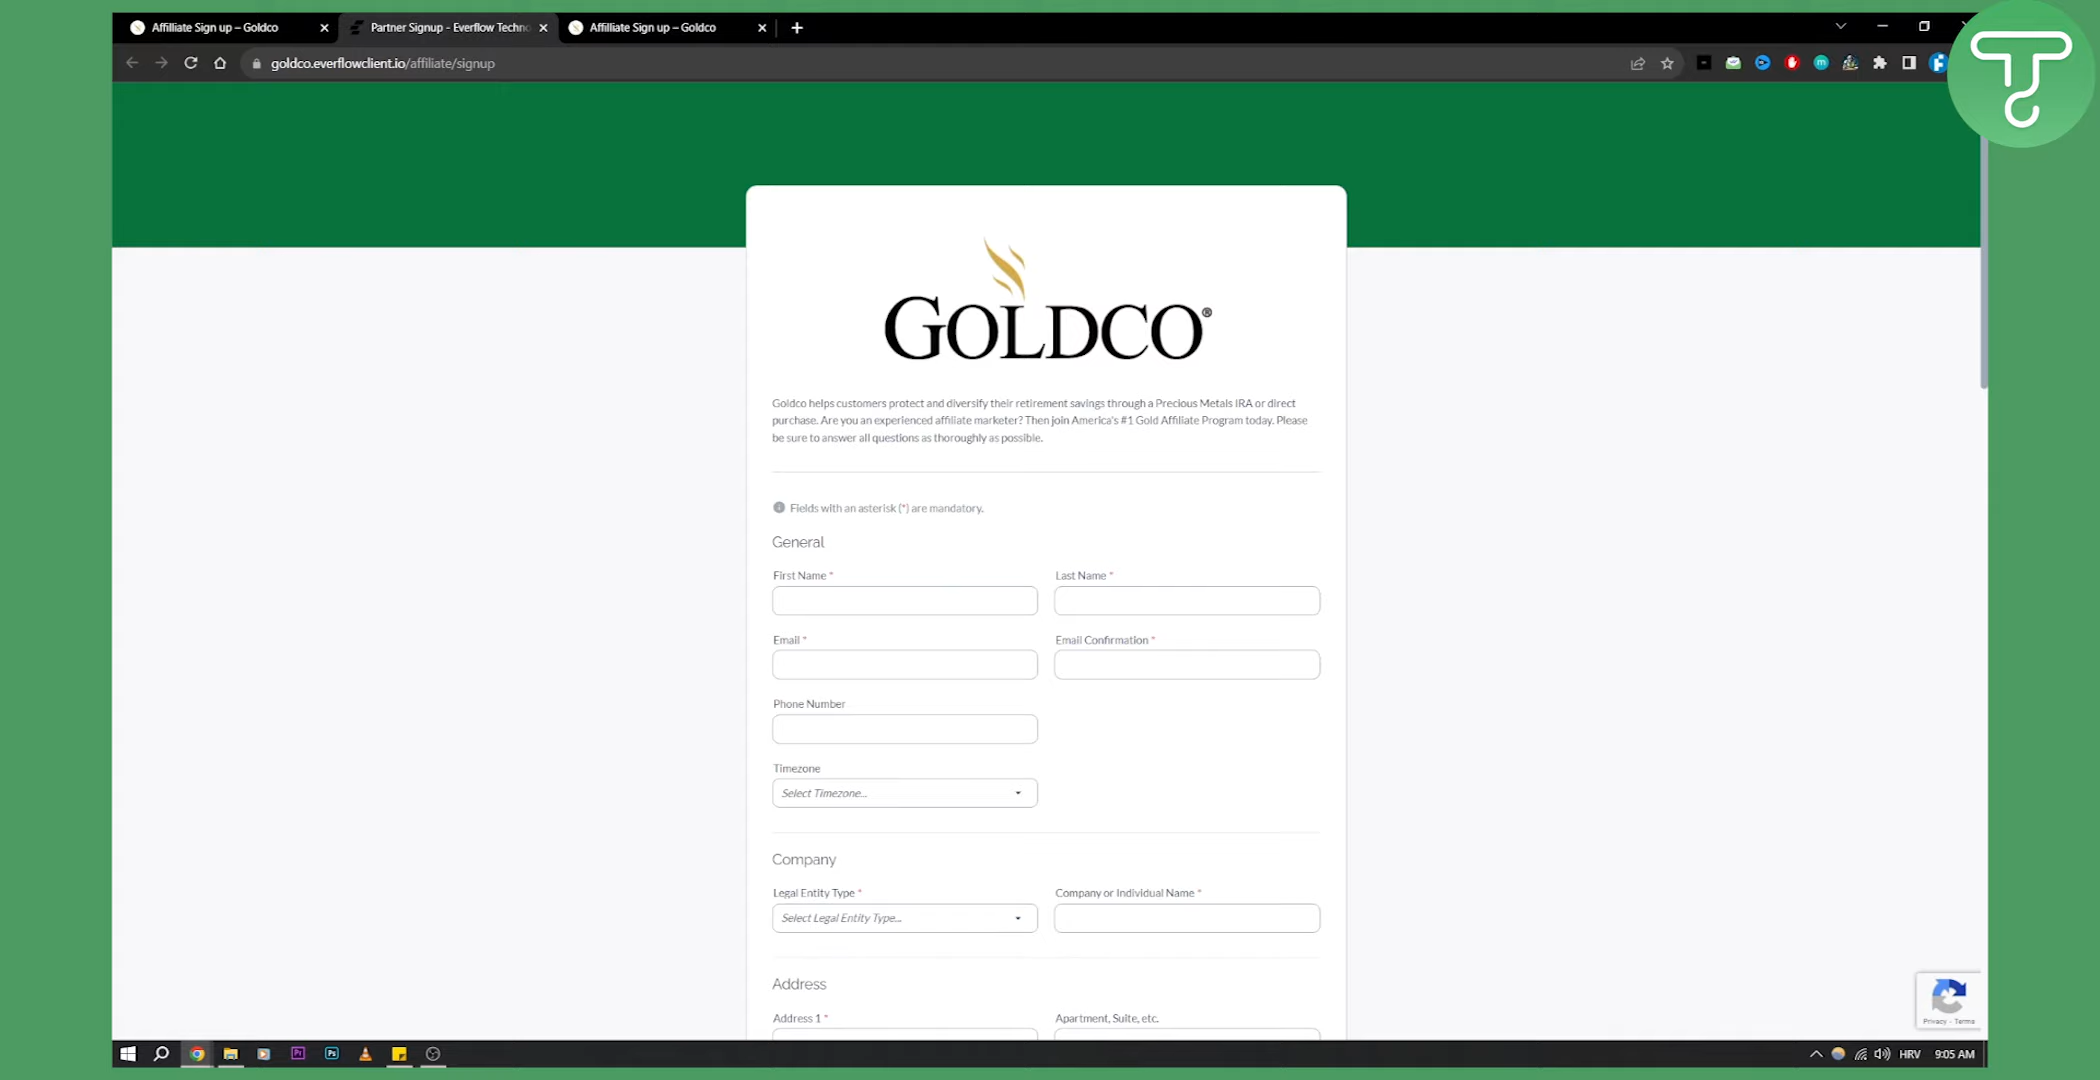 Affilliate Sign up – Goldco
Partner Signup - Everflow Techno
Affilliate Sign up – Goldco
goldco.everflowclient.io/affiliate/signup
GOLDCO®
Goldco helps customers protect and diversify their retirement savings through a Precious Metals IRA or direct
purchase. Are you an experienced affiliate marketer? Then join America's #1 Gold Affiliate Program today. Please
be sure to answer all questions as thoroughly as possible.
Fields with an asterisk (*) are mandatory.
General
First Name *
Last Name *
Email *
Email Confirmation *
Phone Number
Timezone
Select Timezone...
Company
Legal Entity Type *
Company or Individual Name *
Select Legal Entity Type...
Address
Address 1 *
Apartment, Suite, etc.
Privacy - Terms
Pr
Ps
HRV
9:05 AM